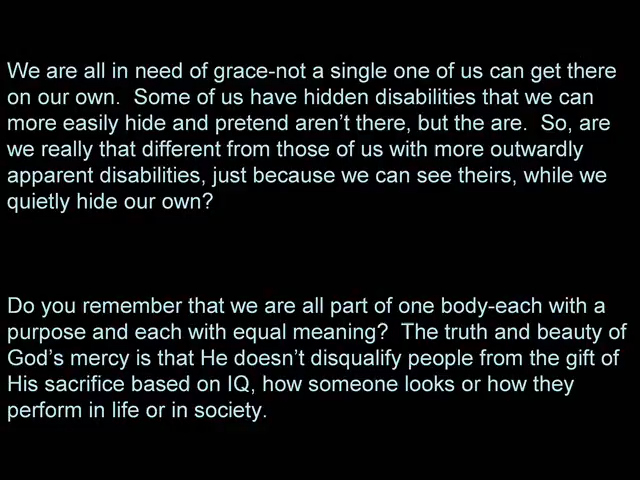 We are all in need of grace-not a single one of us can get there
on our own.  Some of us have hidden disabilities that we can
more easily hide and pretend aren't there, but the are.  So, are
we really that different from those of us with more outwardly
apparent disabilities, just because we can see theirs, while we
quietly hide our own?
Do you remember that we are all part of one body-each with a
purpose and each with equal meaning?  The truth and beauty of
God's mercy is that He doesn't disqualify people from the gift of
His sacrifice based on IQ, how someone looks or how they
perform in life or in society.